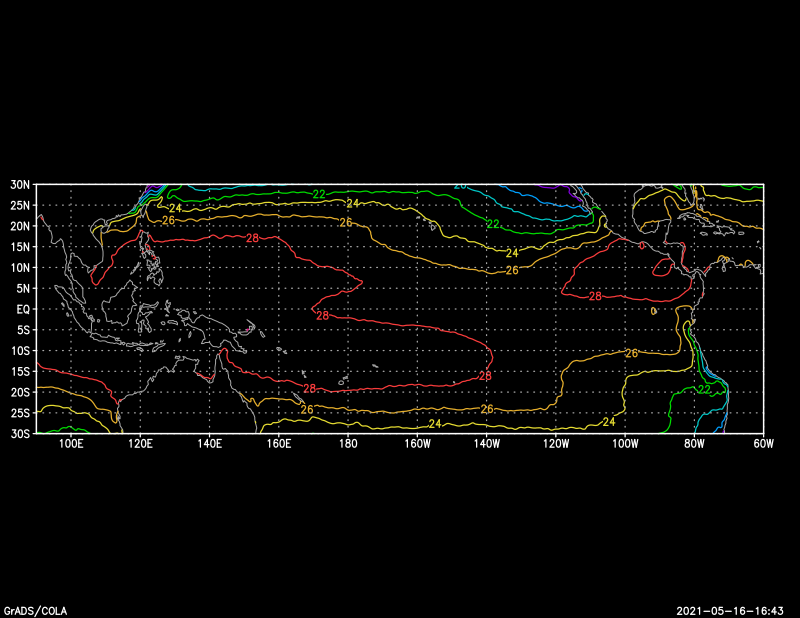 30N 20
25N 22 24
20N 24 26 26 22
15N 28 28 24
10N 26
5N 28
EQ 28
5S
10S 26
15S 28
20S 28 22
25S 26 26
30S 24 24
100E 120E 140E 160E 180 160W 140W 120W 100W 80W 60W
GrADS/COLA 2021-05-16-16:43